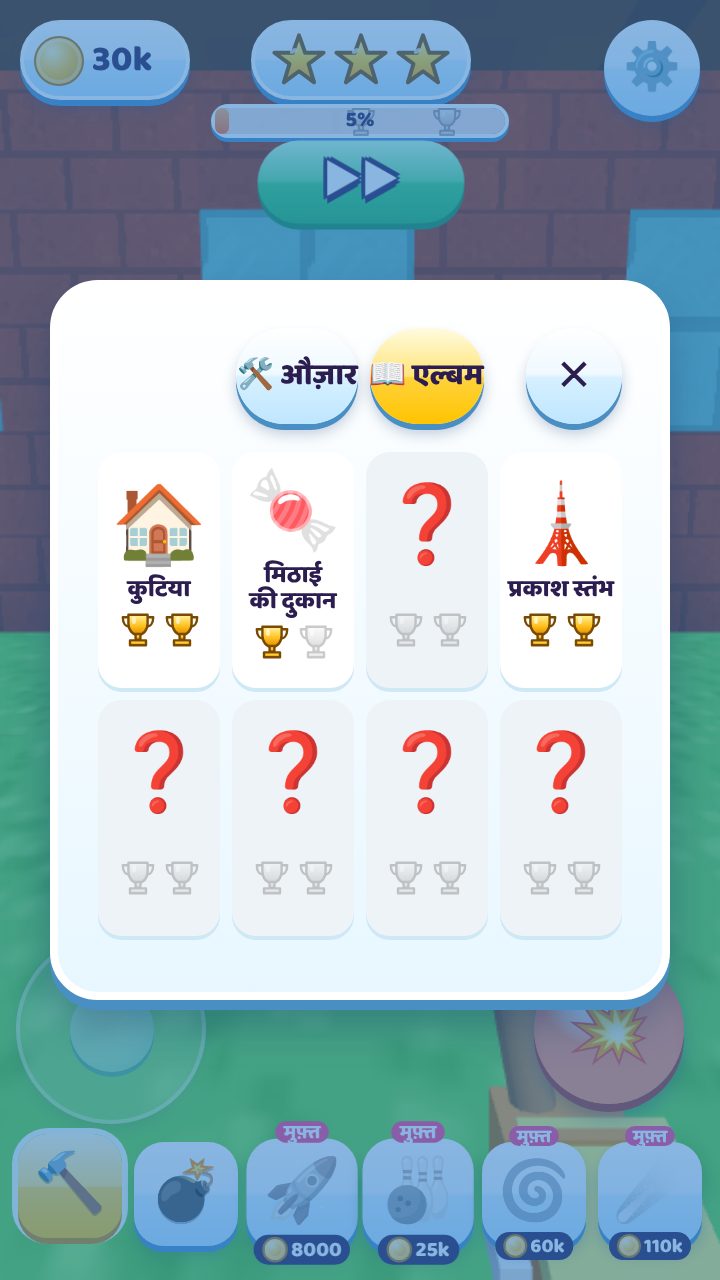 30k
5%
🛠️ औज़ार
📖 एल्बम
✕
कुटिया
मिठाई
की दुकान
प्रकाश स्तंभ
मुफ़्त
मुफ़्त
मुफ़्त
मुफ़्त
8000
25k
60k
110k